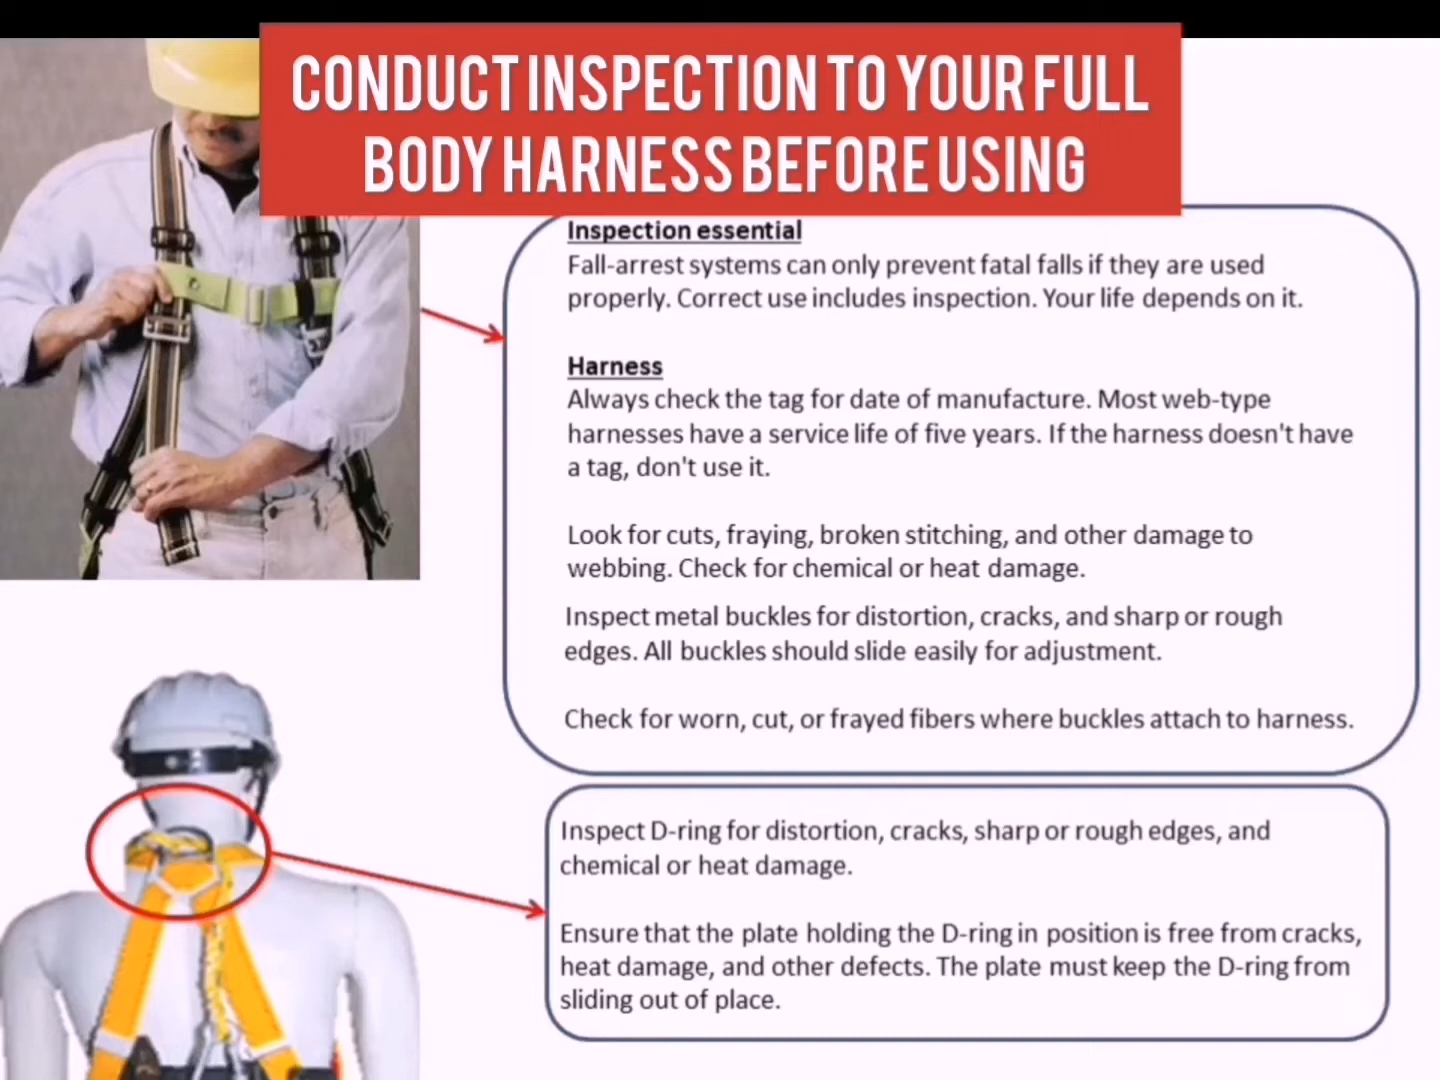 CONDUCT INSPECTION TO YOUR FULL
BODY HARNESS BEFORE USING
Inspection essential
Fall-arrest systems can only prevent fatal falls if they are used
properly. Correct use includes inspection. Your life depends on it.
Harness
Always check the tag for date of manufacture. Most web-type
harnesses have a service life of five years. If the harness doesn't have
a tag, don't use it.
Look for cuts, fraying, broken stitching, and other damage to
webbing. Check for chemical or heat damage.
Inspect metal buckles for distortion, cracks, and sharp or rough
edges. All buckles should slide easily for adjustment.
Check for worn, cut, or frayed fibers where buckles attach to harness.
Inspect D-ring for distortion, cracks, sharp or rough edges, and
chemical or heat damage.
Ensure that the plate holding the D-ring in position is free from cracks,
heat damage, and other defects. The plate must keep the D-ring from
sliding out of place.